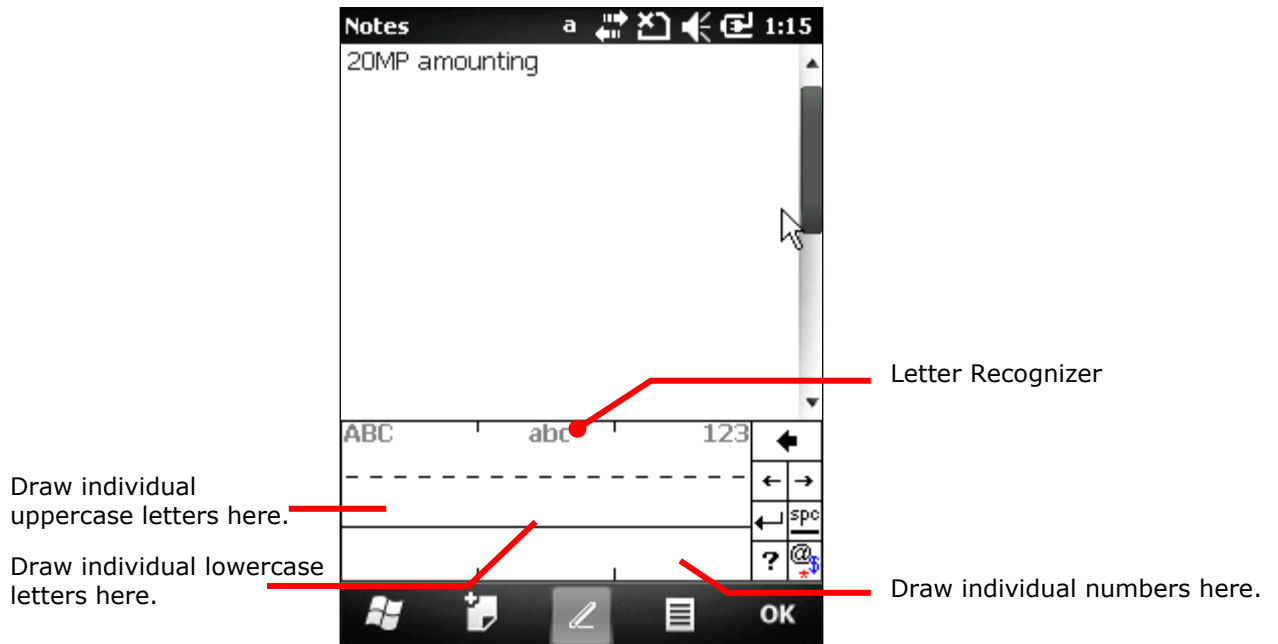 Notes a 1:15
20MP amounting
Letter Recognizer
ABC abc 123
Draw individual
uppercase letters here.
spc
Draw individual lowercase
letters here.
? @ * $
Draw individual numbers here.
OK